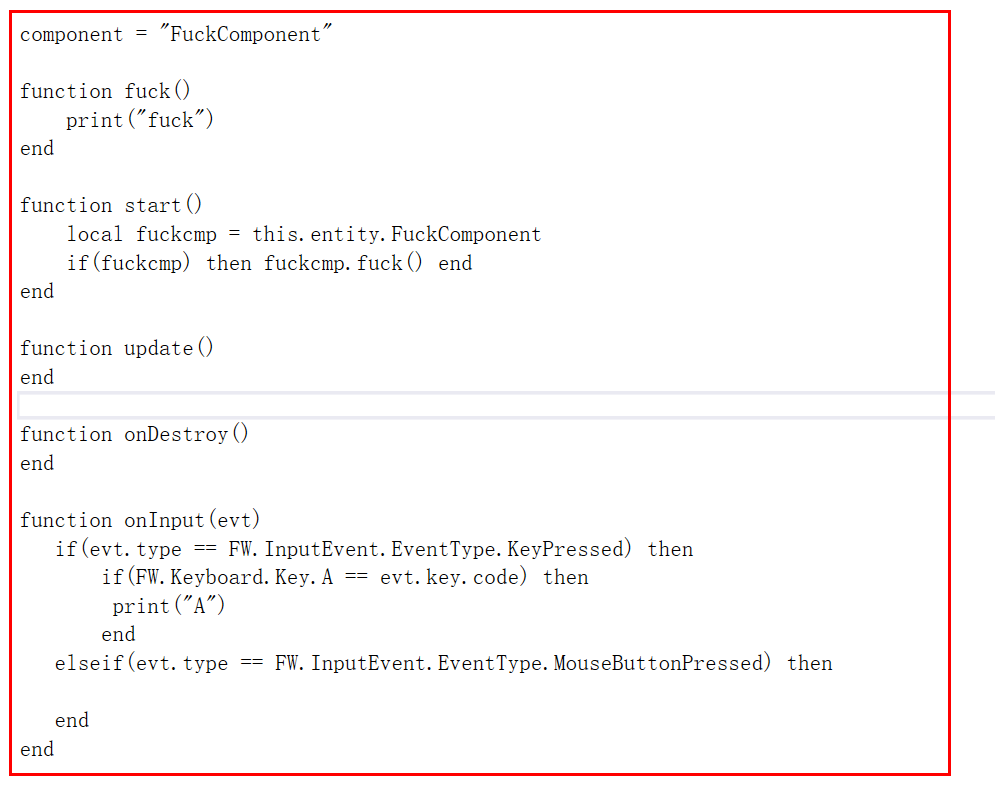 component = "FuckComponent"
function fuck()
print("fuck")
end
function start()
local fuckcmp = this.entity.FuckComponent
if(fuckcmp) then fuckcmp.fuck() end
end
function update()
end
function onDestroy()
end
function onInput(evt)
if(evt.type == FW.InputEvent.EventType.KeyPressed) then
if(FW.Keyboard.Key.A == evt.key.code) then
print("A")
end
elseif(evt.type == FW.InputEvent.EventType.MouseButtonPressed) then
end
end